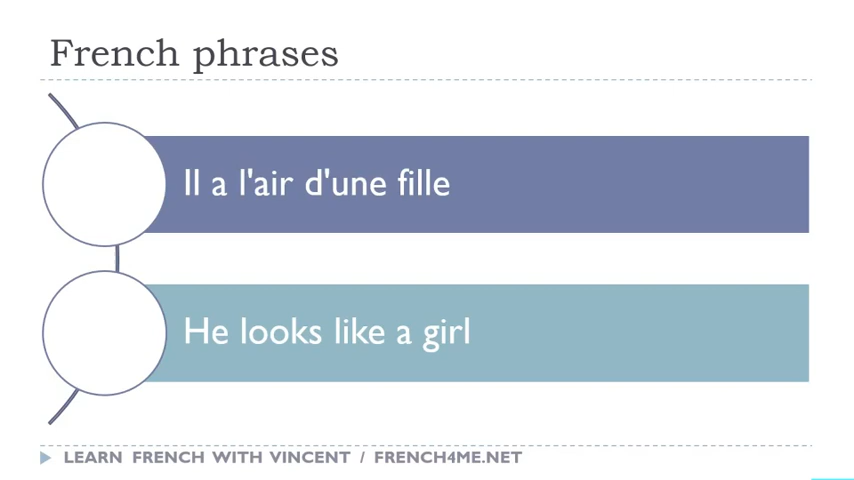 French phrases
Il a l'air d'une fille
He looks like a girl
LEARN FRENCH WITH VINCENT / FRENCH4ME.NET